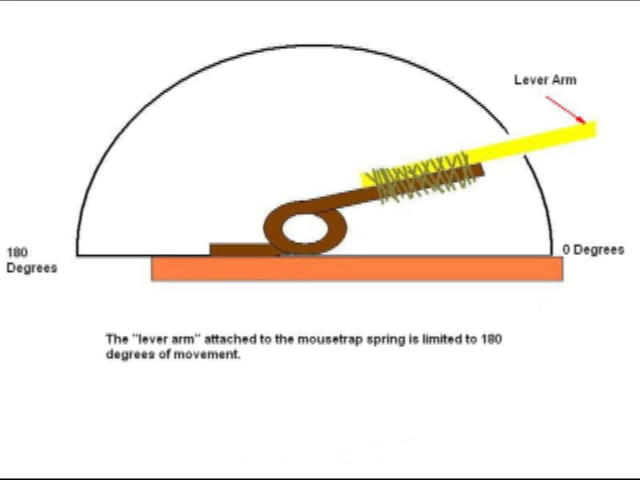 Lever Arm
180
Degrees
0 Degrees
The "lever arm" attached to the mousetrap spring is limited to 180
degrees of movement.